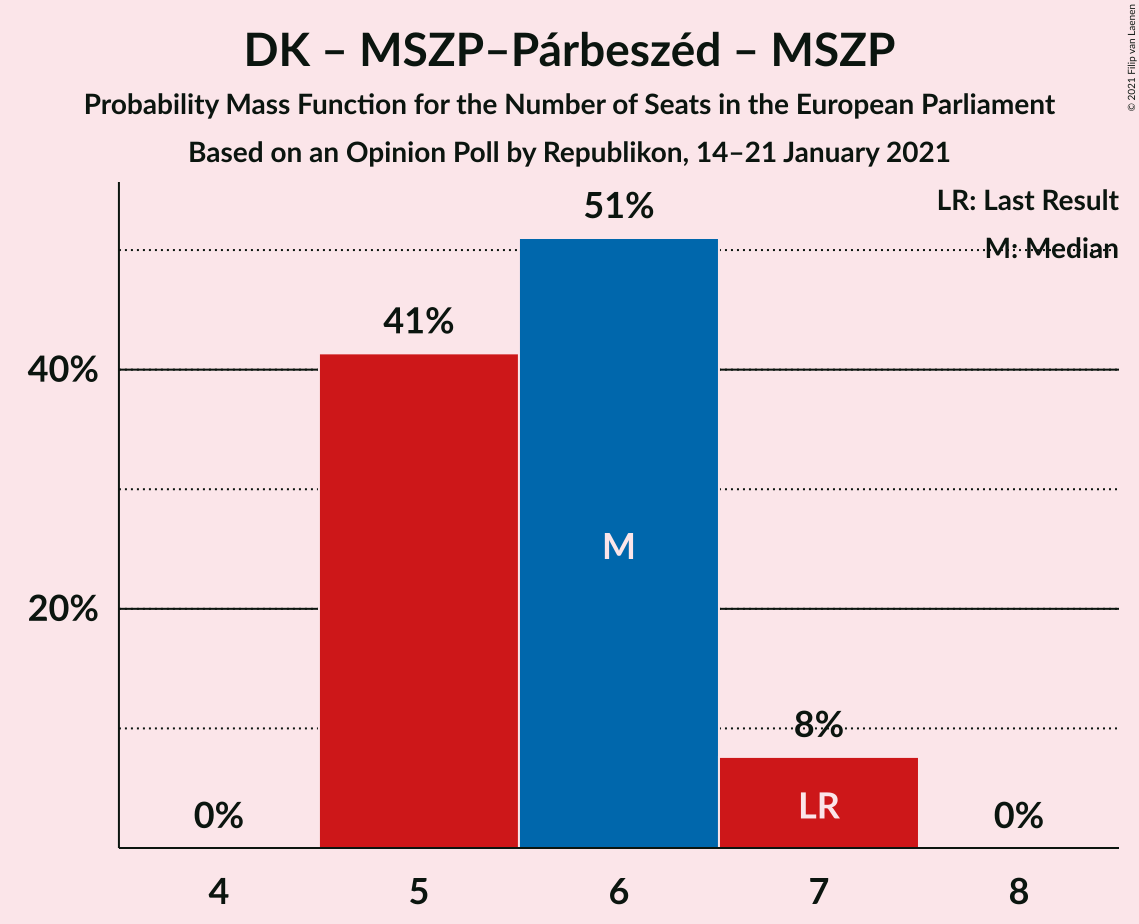 DK – MSZP–Párbeszéd – MSZP
Probability Mass Function for the Number of Seats in the European Parliament
Based on an Opinion Poll by Republikon, 14–21 January 2021
© 2021 Filip van Laenen
LR: Last Result
M: Median
51%
41%
40%
M
20%
8%
LR
0%
0%
4 5 6 7 8